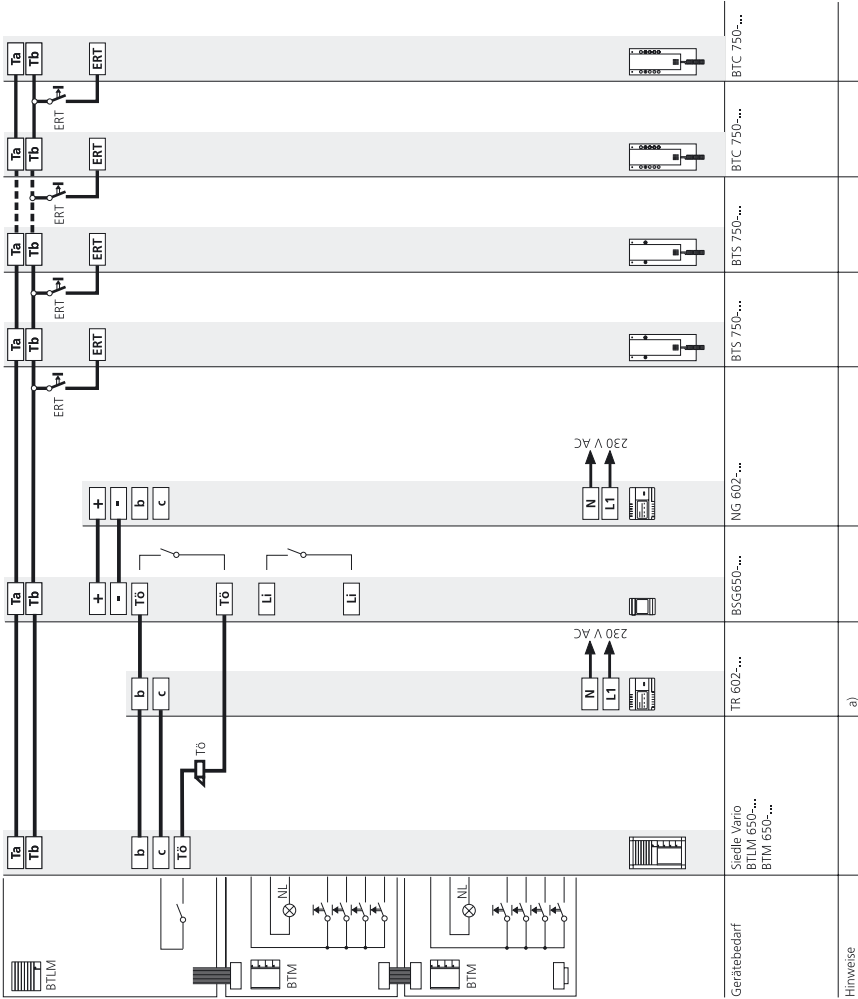 BTLM
BTM
NL
BTM
NL
Ta
Tb
b
c
Tö
Tö
b
c
N
L1
230 V AC
Ta
Tb
+
-
Tö
Tö
Li
Li
+
-
b
c
N
L1
230 V AC
ERT
Ta
Tb
ERT
ERT
Ta
Tb
ERT
ERT
Ta
Tb
ERT
ERT
Ta
Tb
ERT
Gerätebedarf
Siedle Vario
BTLM 650-...
BTM 650-...
TR 602-...
BSG650-...
NG 602-...
BTS 750-...
BTS 750-...
BTC 750-...
BTC 750-...
Hinweise
a)